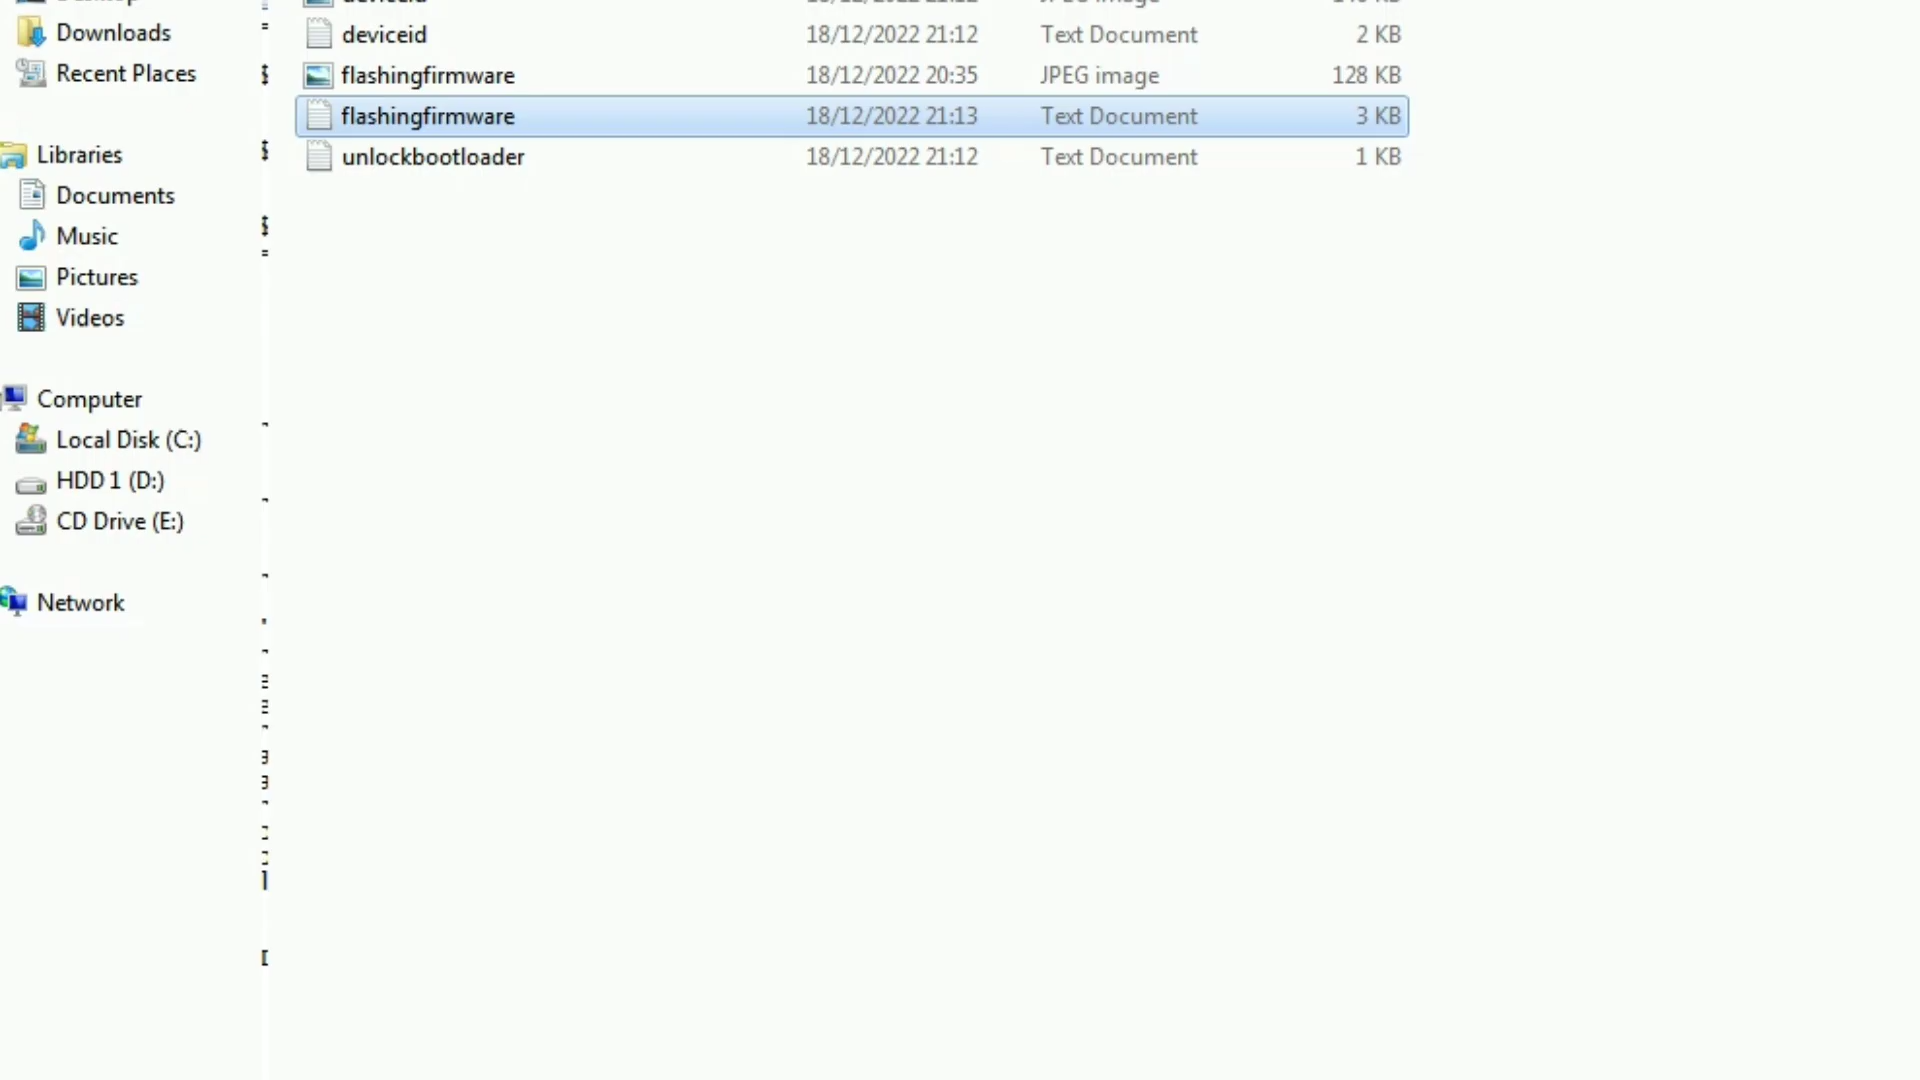 Downloads
Recent Places
Libraries
Documents
Music
Pictures
Videos
Computer
Local Disk (C:)
HDD 1 (D:)
CD Drive (E:)
Network
deviceid 18/12/2022 21:12 Text Document 2 KB
flashingfirmware 18/12/2022 20:35 JPEG image 128 KB
flashingfirmware 18/12/2022 21:13 Text Document 3 KB
unlockbootloader 18/12/2022 21:12 Text Document 1 KB